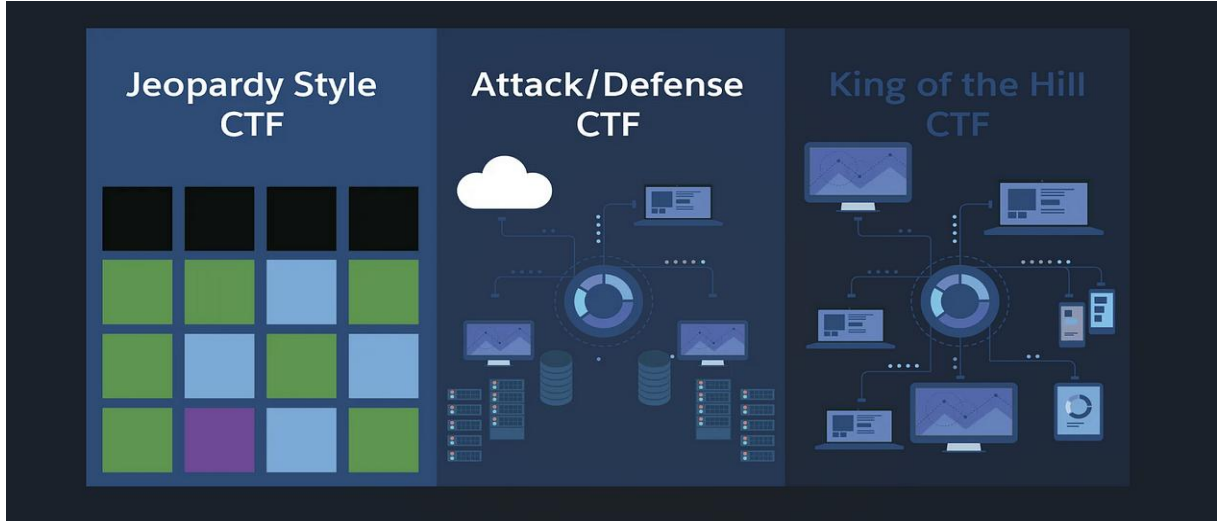 Jeopardy Style
CTF
Attack/Defense
CTF
King of the Hill
CTF